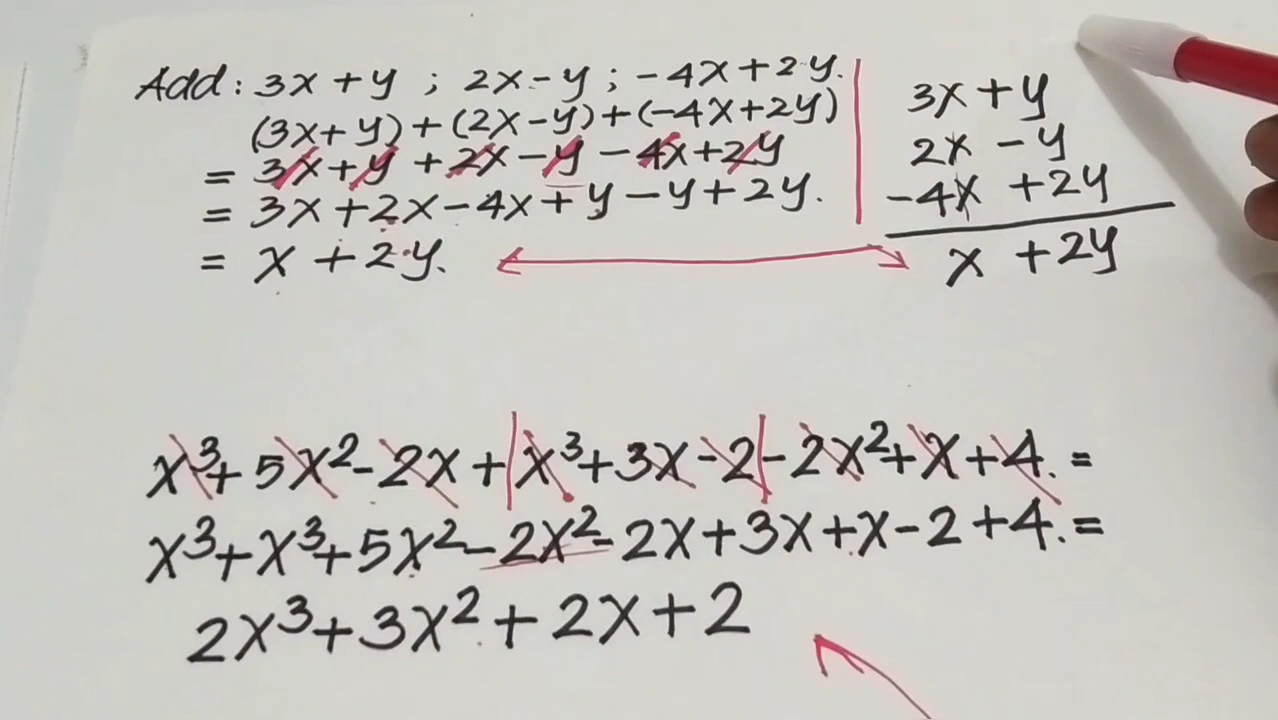 Add: 3x + y ; 2x - y ; -4x + 2y.
(3x + y) + (2x - y) + (-4x + 2y)
= 3x + y + 2x - y - 4x + 2y
= 3x + 2x - 4x + y - y + 2y.
= x + 2y.
3x + y
2x - y
-4x + 2y
x + 2y
x³ + 5x² - 2x + x³ + 3x - 2 - 2x² + x + 4. =
x³ + x³ + 5x² - 2x² - 2x + 3x + x - 2 + 4. =
2x³ + 3x² + 2x + 2